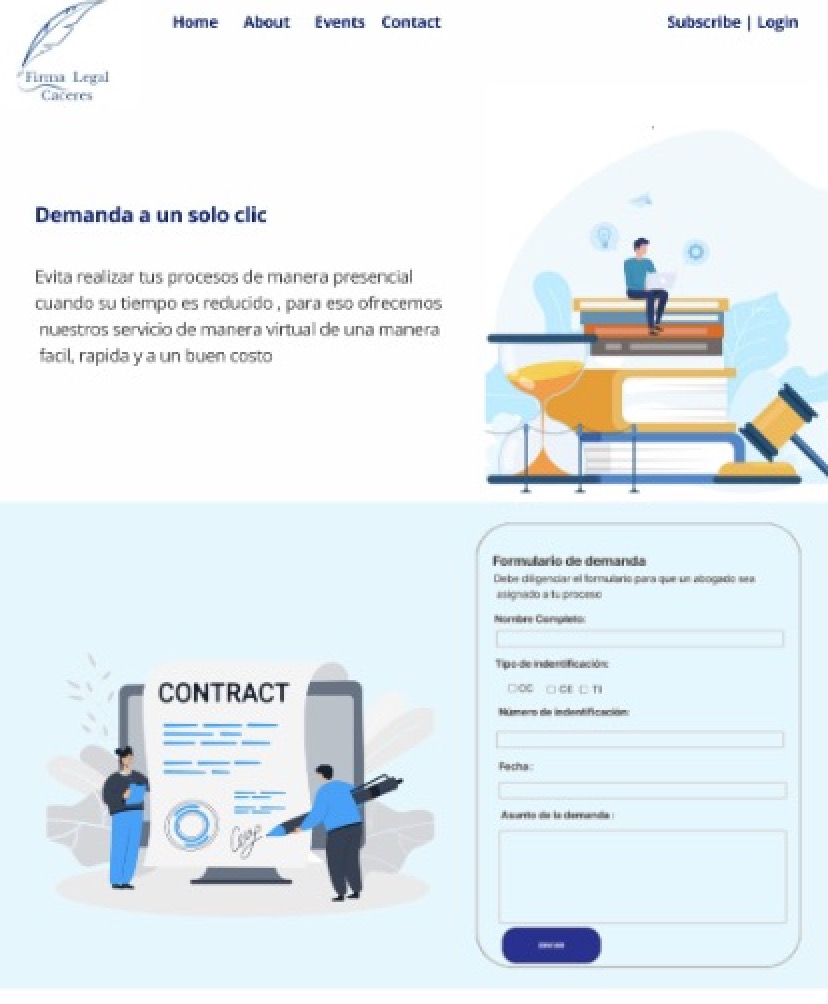 Home About Events Contact
Subscribe | Login
Firma Legal
Caceres
Demanda a un solo clic
Evita realizar tus procesos de manera presencial
cuando su tiempo es reducido , para eso ofrecemos
nuestros servicio de manera virtual de una manera
facil, rapida y a un buen costo
CONTRACT
Formulario de demanda
Debe diligenciar el formulario para que un abogado sea
asignado a tu proceso
Nombre Completo:
Tipo de indentificación:
CC CE TI
Número de indentificación:
Fecha:
Asunto de la demanda :